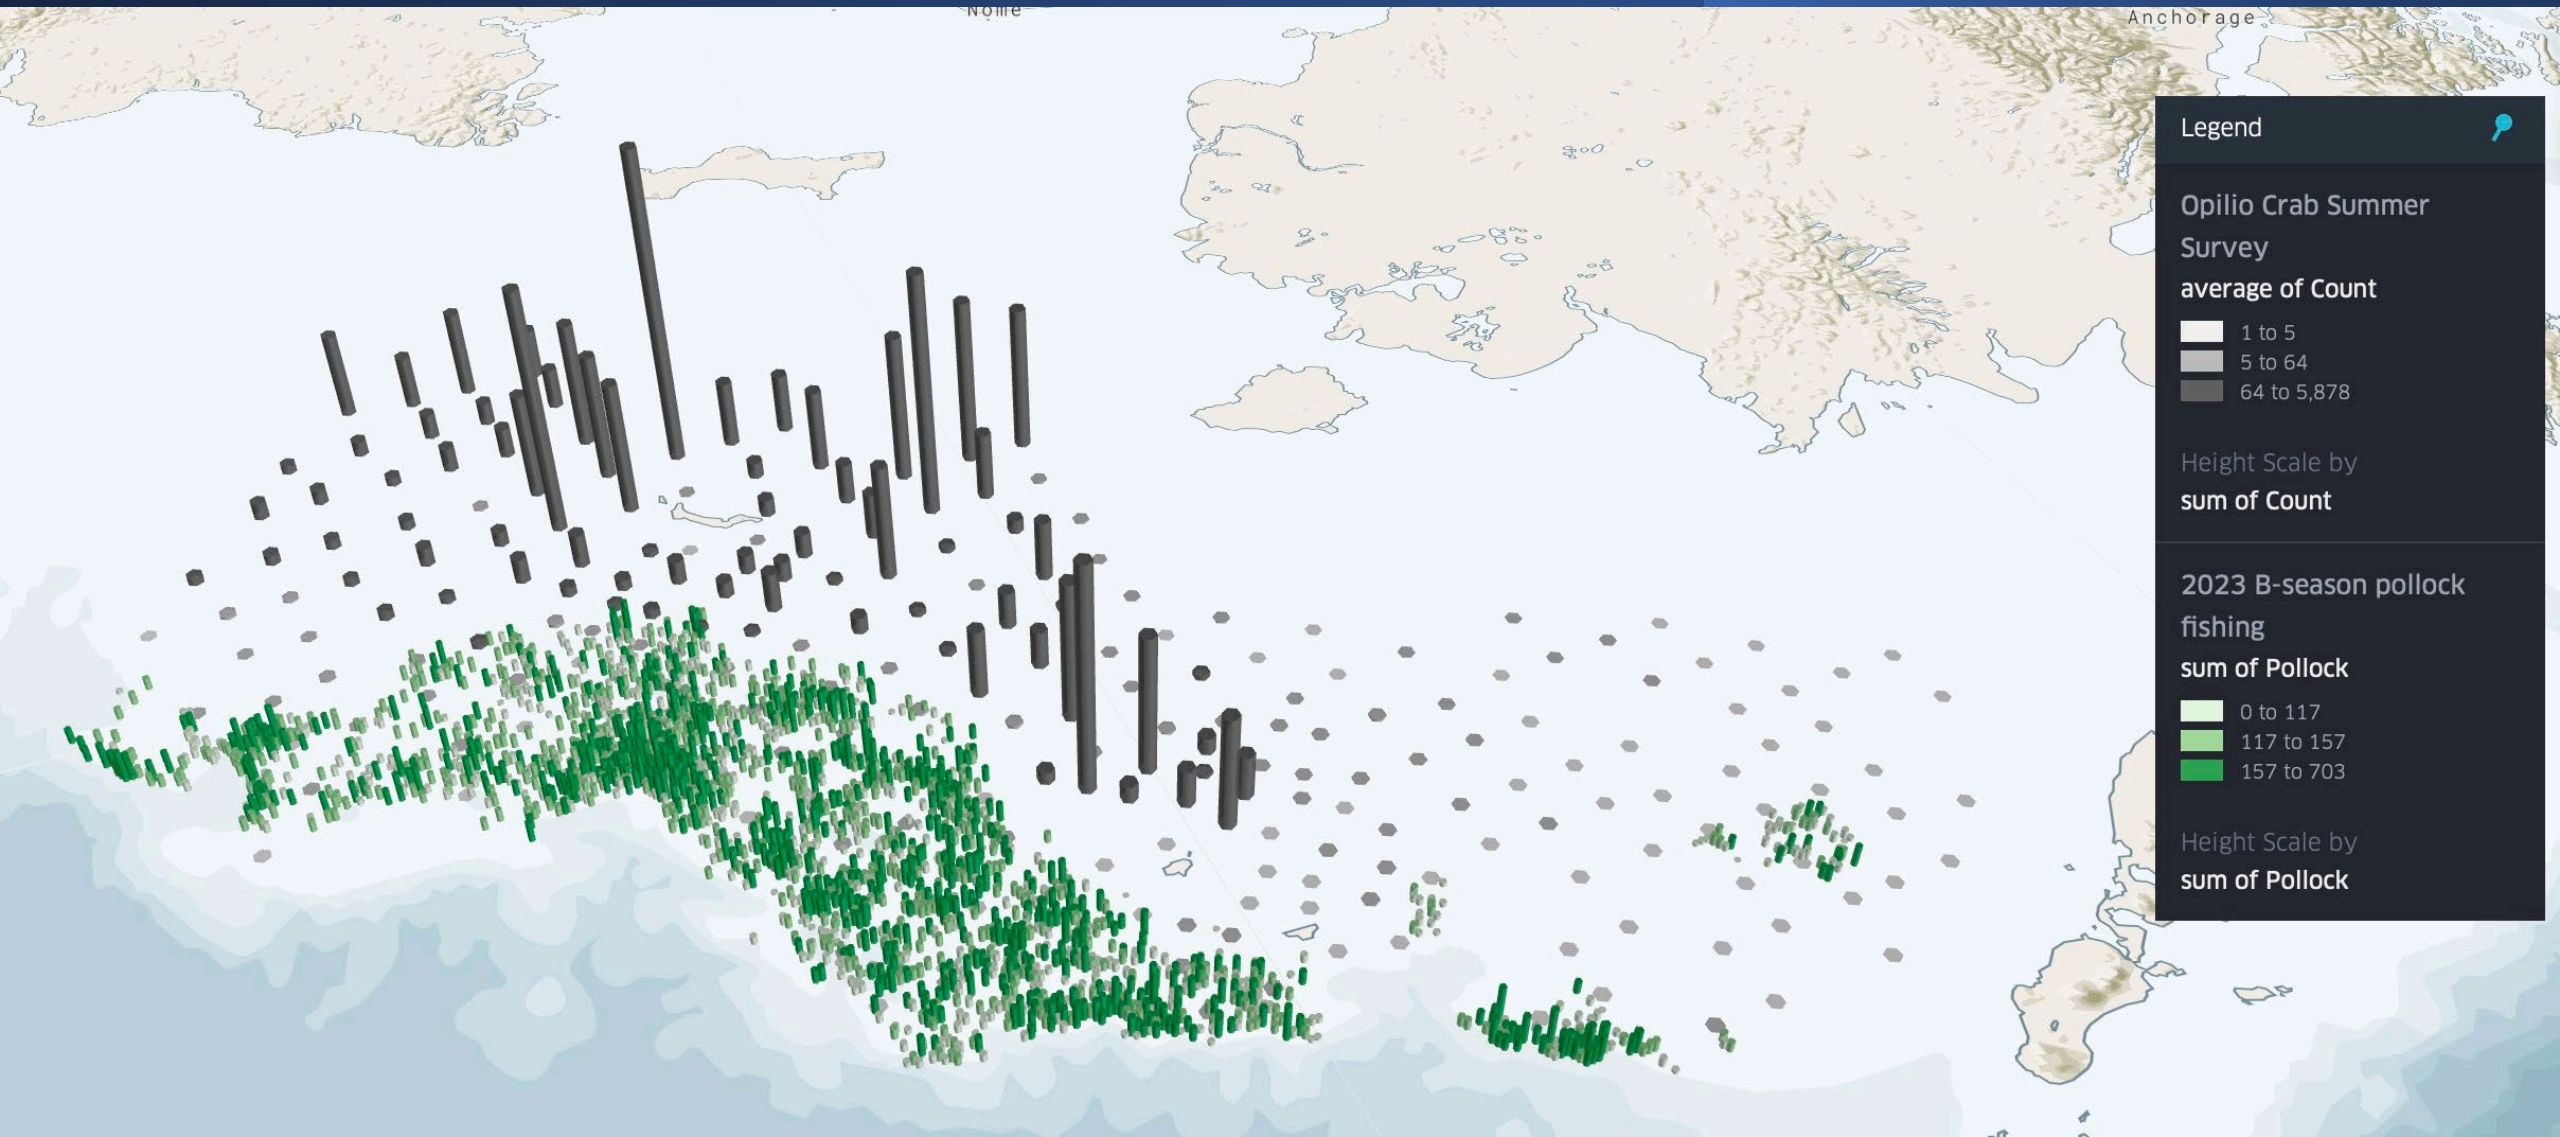 Nome
Anchorage
Legend
Opilio Crab Summer
Survey
average of Count
1 to 5
5 to 64
64 to 5,878
Height Scale by
sum of Count
2023 B-season pollock
fishing
sum of Pollock
0 to 117
117 to 157
157 to 703
Height Scale by
sum of Pollock